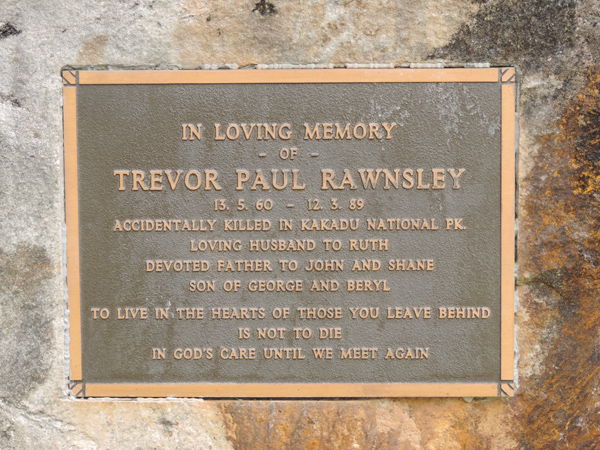 IN LOVING MEMORY
- OF -
TREVOR PAUL RAWNSLEY
13. 5. 60 - 12. 3. 89
ACCIDENTALLY KILLED IN KAKADU NATIONAL PK.
LOVING HUSBAND TO RUTH
DEVOTED FATHER TO JOHN AND SHANE
SON OF GEORGE AND BERYL
TO LIVE IN THE HEARTS OF THOSE YOU LEAVE BEHIND
IS NOT TO DIE
IN GOD'S CARE UNTIL WE MEET AGAIN